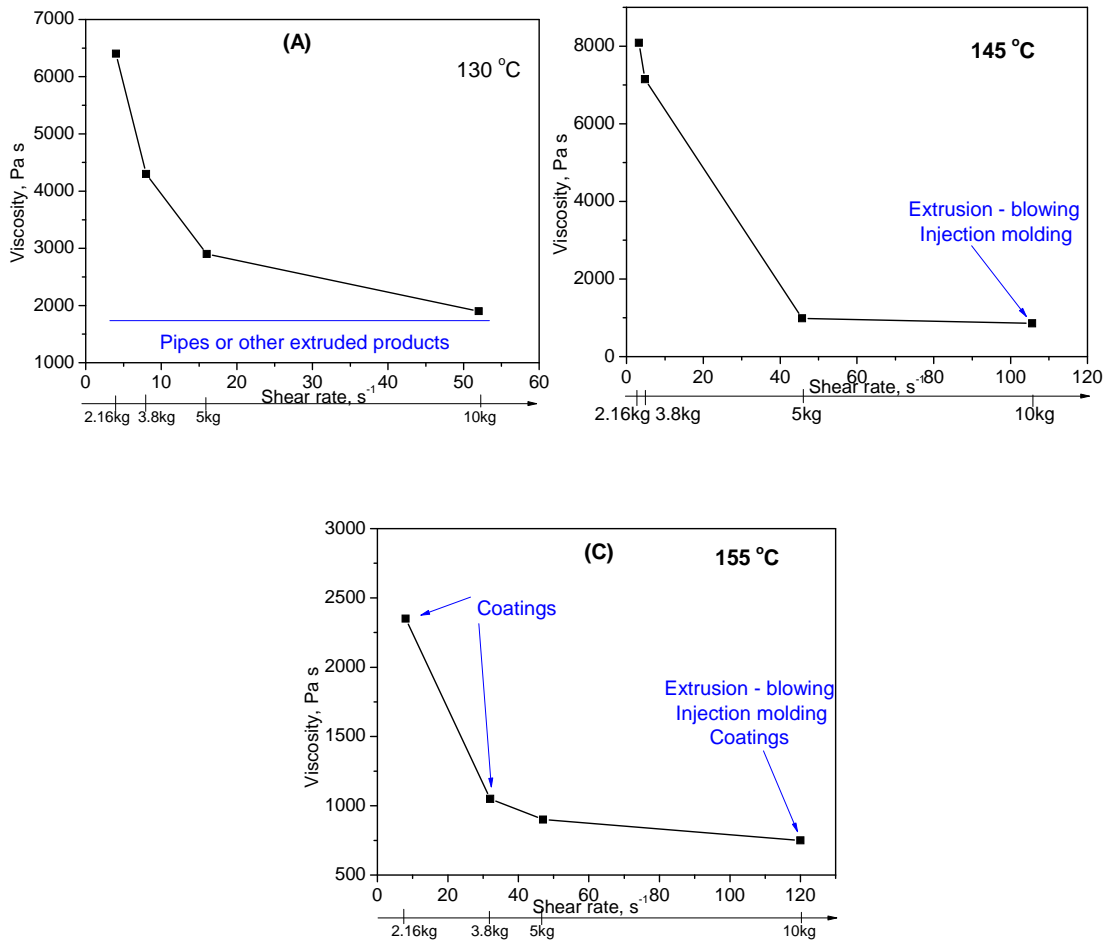 (A)
130 °C
Viscosity, Pa s
7000
6000
5000
4000
3000
2000
1000
Pipes or other extruded products
0 10 20 30 40 50 60
Shear rate, s⁻¹
2.16kg 3.8kg 5kg 10kg
145 °C
Viscosity, Pa s
8000
6000
4000
2000
0
Extrusion - blowing
Injection molding
0 20 40 60 80 100 120
Shear rate, s⁻¹
2.16kg 3.8kg 5kg 10kg
(C)
155 °C
Viscosity, Pa s
3000
2500
2000
1500
1000
500
Coatings
Extrusion - blowing
Injection molding
Coatings
0 20 40 60 80 100 120
Shear rate, s⁻¹
2.16kg 3.8kg 5kg 10kg